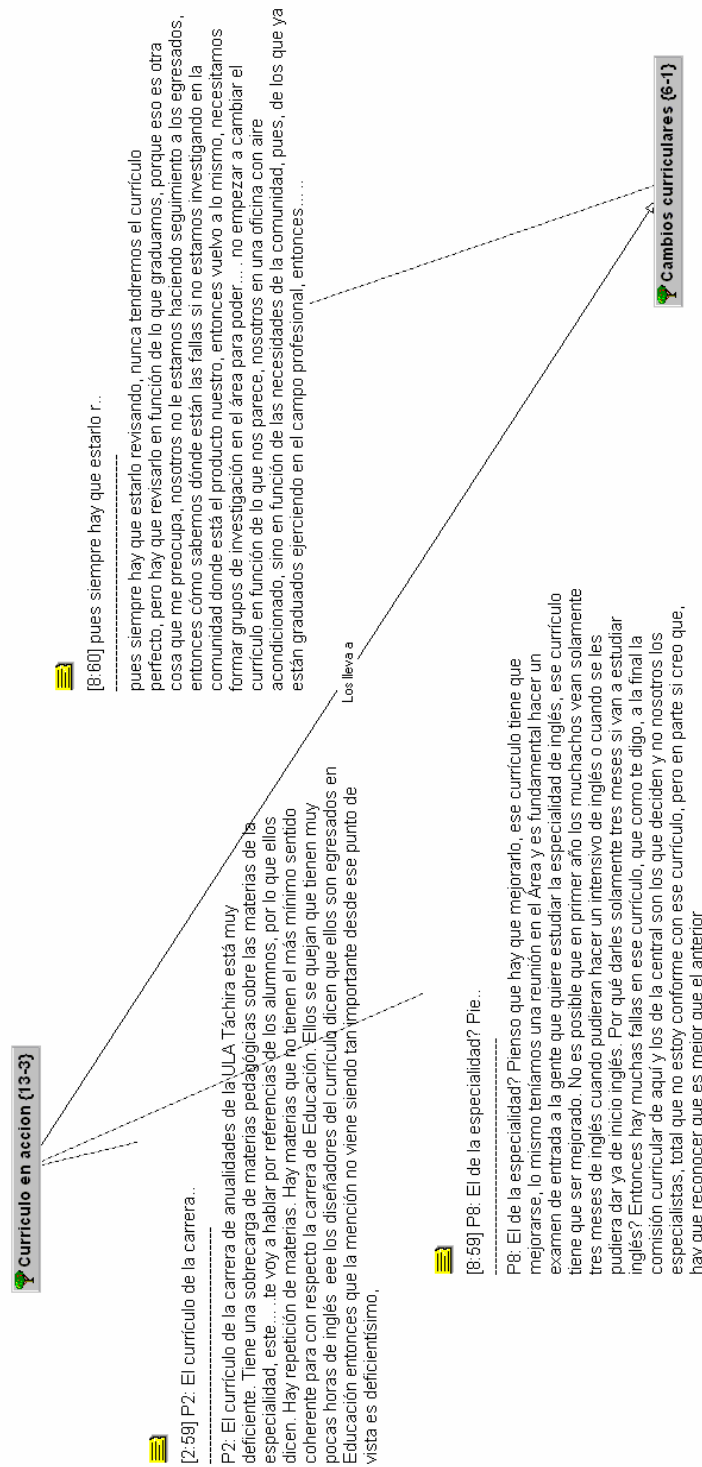 Curriculo en accion {13-3}
[2:59] P2: El currículo de la carrera..
P2: El currículo de la carrera de anualidades de la ULA Táchira está muy
deficiente. Tiene una sobrecarga de materias pedagógicas sobre las materias de la
especialidad, este.....te voy a hablar por referencias de los alumnos, por lo que ellos
dicen. Hay repetición de materias. Hay materias que no tienen el más mínimo sentido
coherente para con respecto la carrera de Educación. Ellos se quejan que tienen muy
pocas horas de inglés eee los diseñadores del currículo dicen que ellos son egresados en
Educación entonces que la mención no viene siendo tan importante desde ese punto de
vista es deficientísimo,
[8:60] pues siempre hay que estarlo r..
pues siempre hay que estarlo revisando, nunca tendremos el currículo
perfecto, pero hay que revisarlo en función de lo que graduamos, porque eso es otra
cosa que me preocupa, nosotros no le estamos haciendo seguimiento a los egresados,
entonces cómo sabemos dónde están las fallas si no estamos investigando en la
comunidad donde está el producto nuestro, entonces vuelvo a lo mismo, necesitamos
formar grupos de investigación en el área para poder.... no empezar a cambiar el
currículo en función de lo que nos parece, nosotros en una oficina con aire
acondicionado, sino en función de las necesidades de la comunidad, pues, de los que ya
están graduados ejerciendo en el campo profesional, entonces.....
Los lleva a
[8:59] P8: El de la especialidad? Pie..
P8: El de la especialidad? Pienso que hay que mejorarlo, ese currículo tiene que
mejorarse, lo mismo teníamos una reunión en el Área y es fundamental hacer un
examen de entrada a la gente que quiere estudiar la especialidad de inglés, ese currículo
tiene que ser mejorado. No es posible que en primer año los muchachos vean solamente
tres meses de inglés cuando pudieran hacer un intensivo de inglés o cuando se les
pudiera dar ya de inicio inglés. Por qué darles solamente tres meses si van a estudiar
inglés? Entonces hay muchas fallas en ese currículo, que como te digo, a la final la
comisión curricular de aquí y los de la central son los que deciden y no nosotros los
especialistas, total que no estoy conforme con ese currículo, pero en parte si creo que,
hay que reconocer que es mejor que el anterior
Cambios curriculares {6-1}